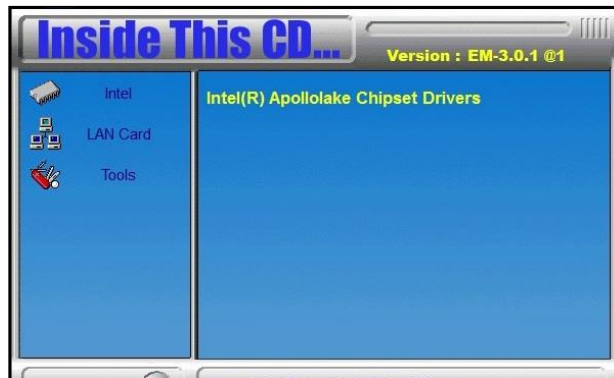 Inside This CD...
Version : EM-3.0.1 @1
Intel
LAN Card
Tools
Intel(R) Apollolake Chipset Drivers